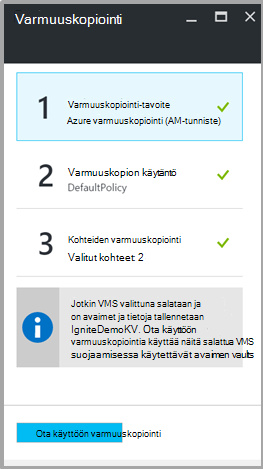 Varmuuskopiointi
1
Varmuuskopiointi-tavoite
Azure varmuuskopiointi (AM-tunniste)
2
Varmuuskopion käytäntö
DefaultPolicy
3
Kohteiden varmuuskopiointi
Valitut kohteet 2
Jotkin VMS valittuna salataan ja
on avaimet ja tietoja tallennetaan
IgniteDemoKV. Ota käyttöön
varmuuskopiointia käyttää näitä salattua VMS
suojaamisessa käytettävät avaimen vaults
Ota käyttöön varmuuskopiointi